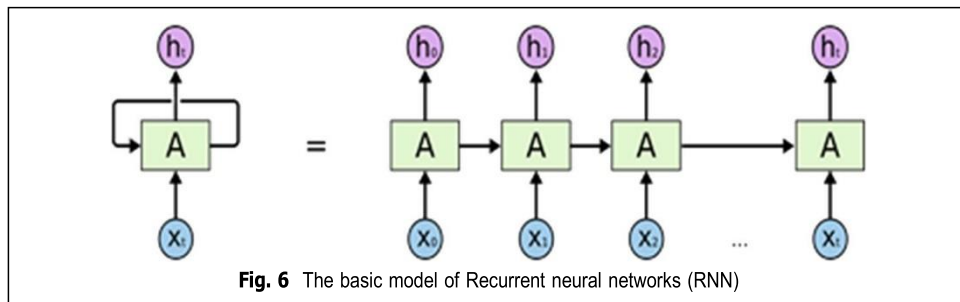 hₜ h₀ h₁ h₂ hₜ
A = A A A A
xₜ x₀ x₁ x₂ ... xₜ
Fig. 6 The basic model of Recurrent neural networks (RNN)